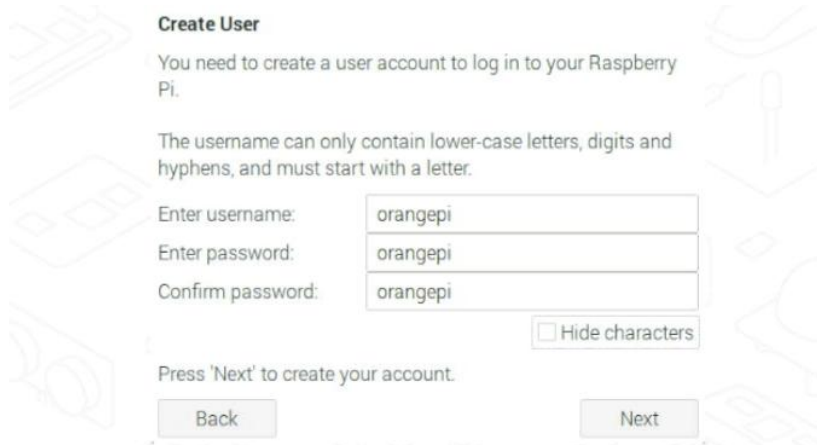 Create User
You need to create a user account to log in to your Raspberry
Pi.
The username can only contain lower-case letters, digits and
hyphens, and must start with a letter.
Enter username: orangepi
Enter password: orangepi
Confirm password: orangepi
Hide characters
Press 'Next' to create your account.
Back Next